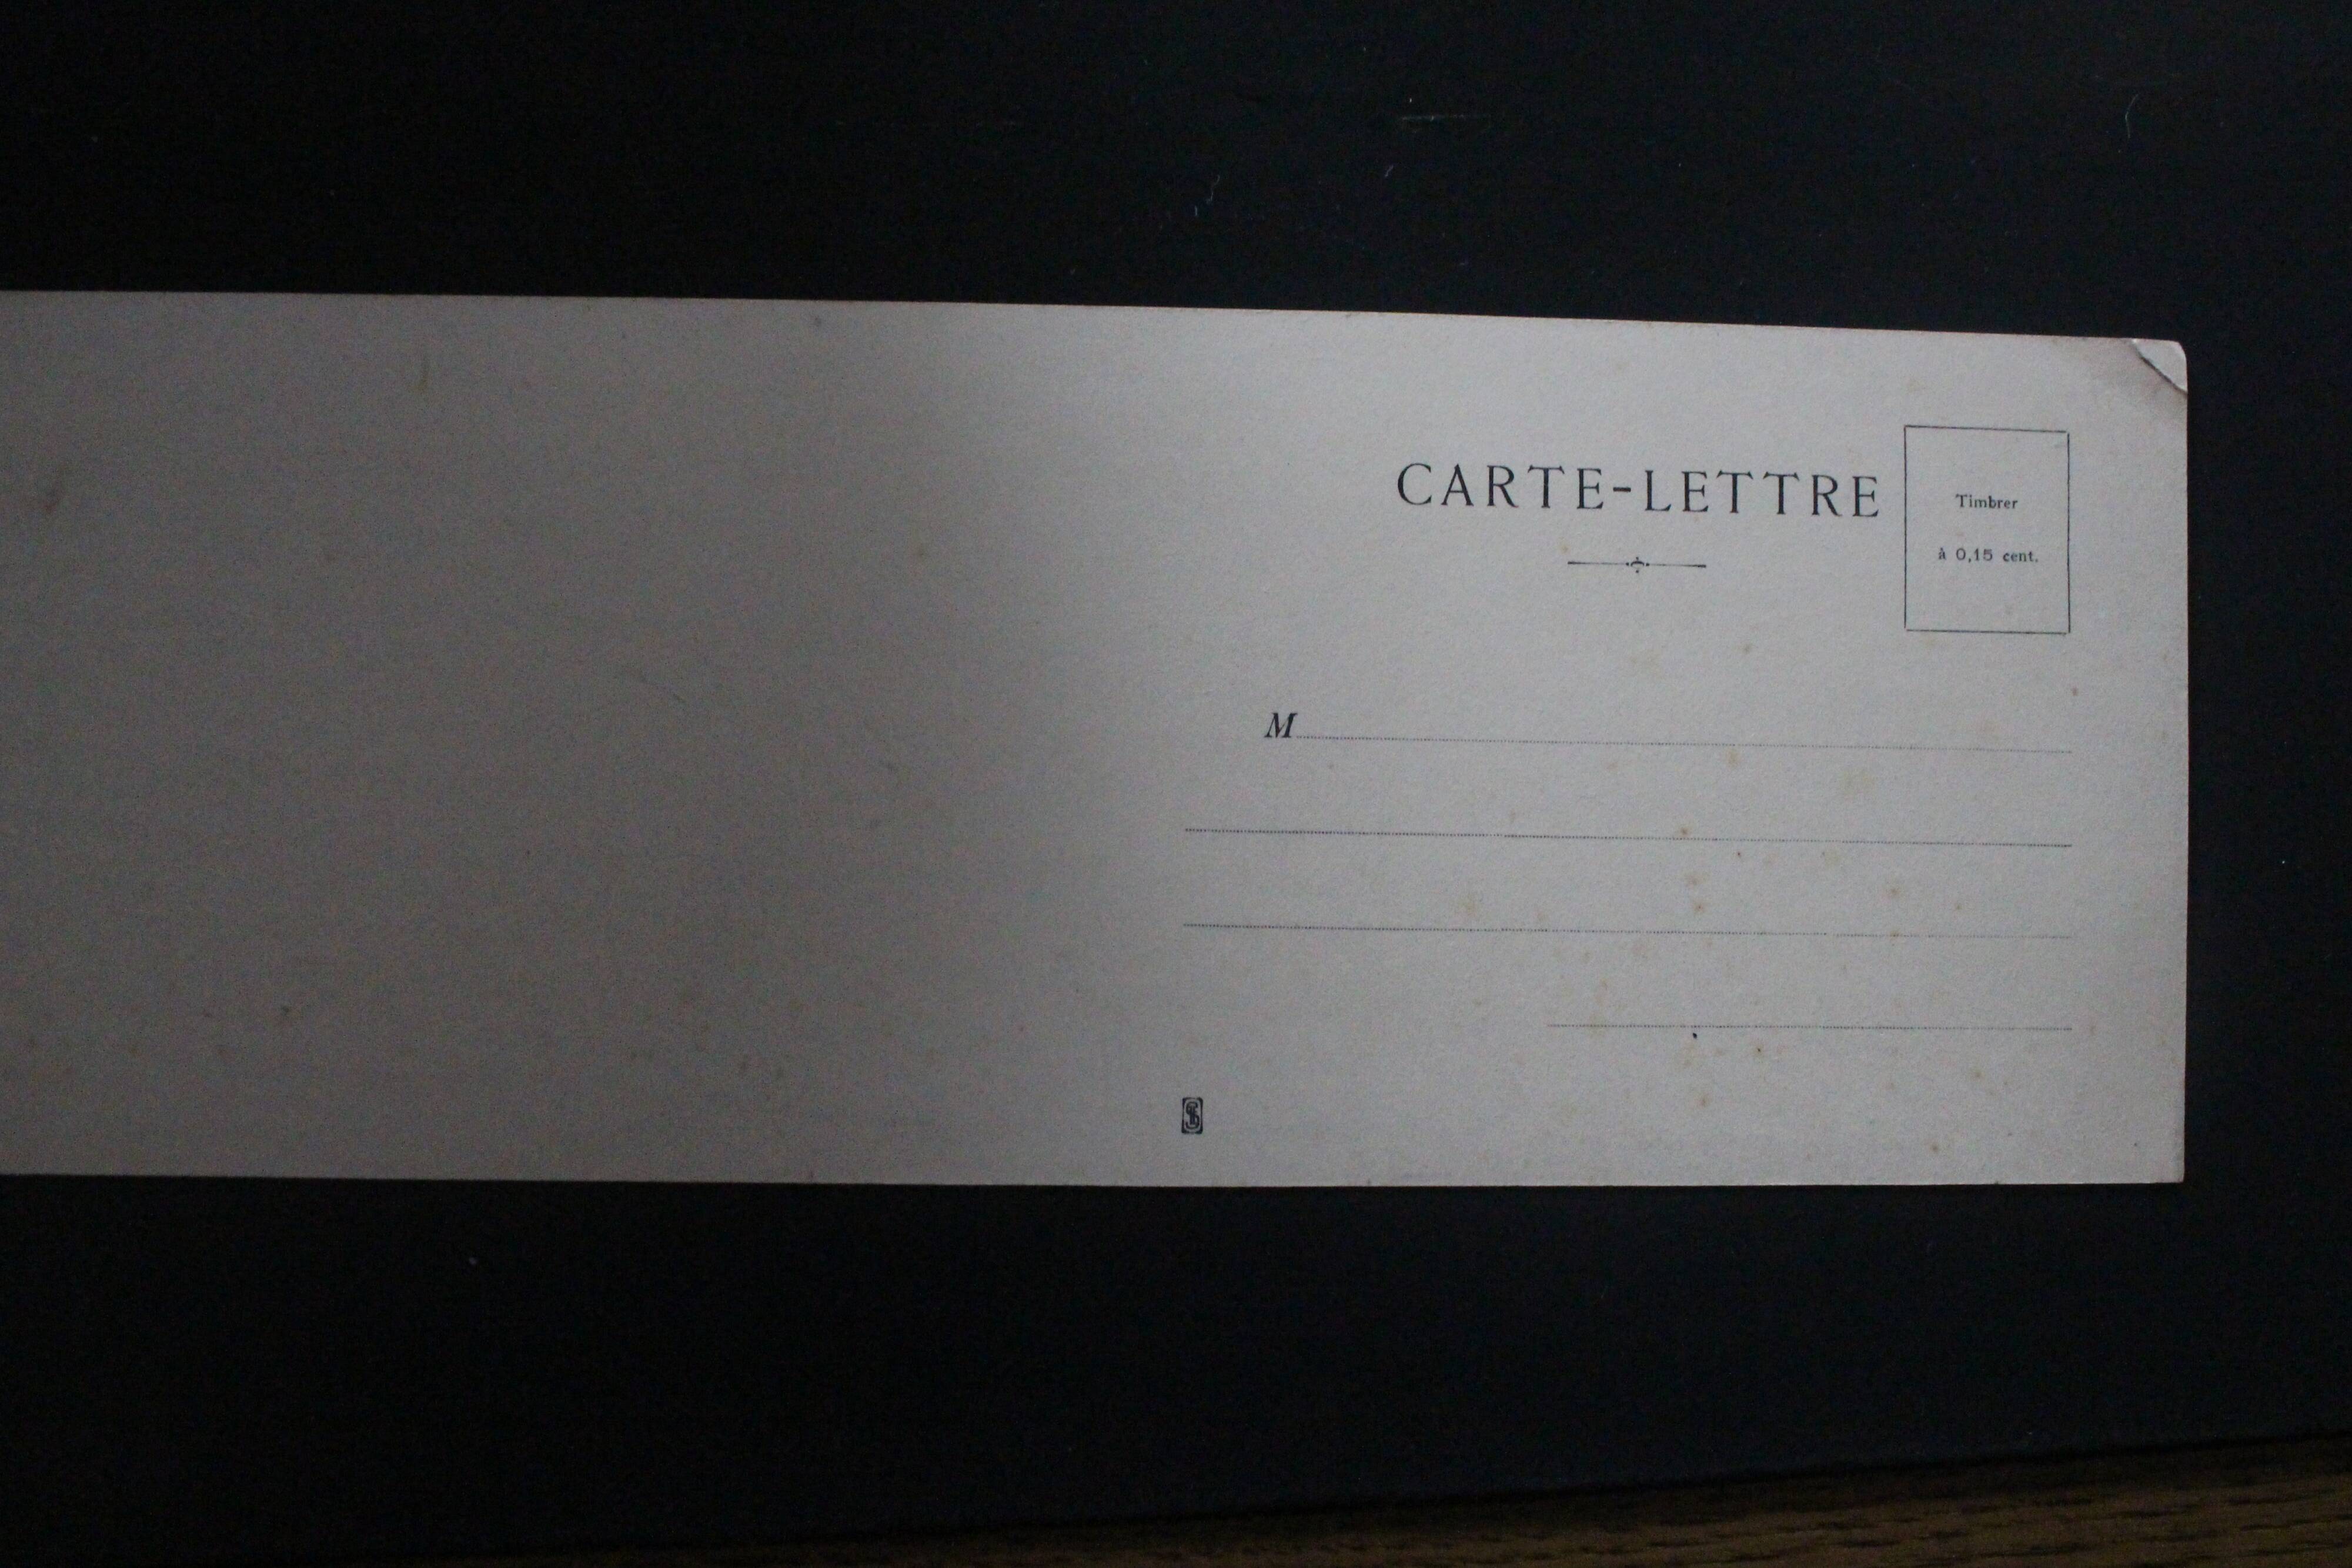 CARTE-LETTRE
Timbrer
à 0,15 cent.
M